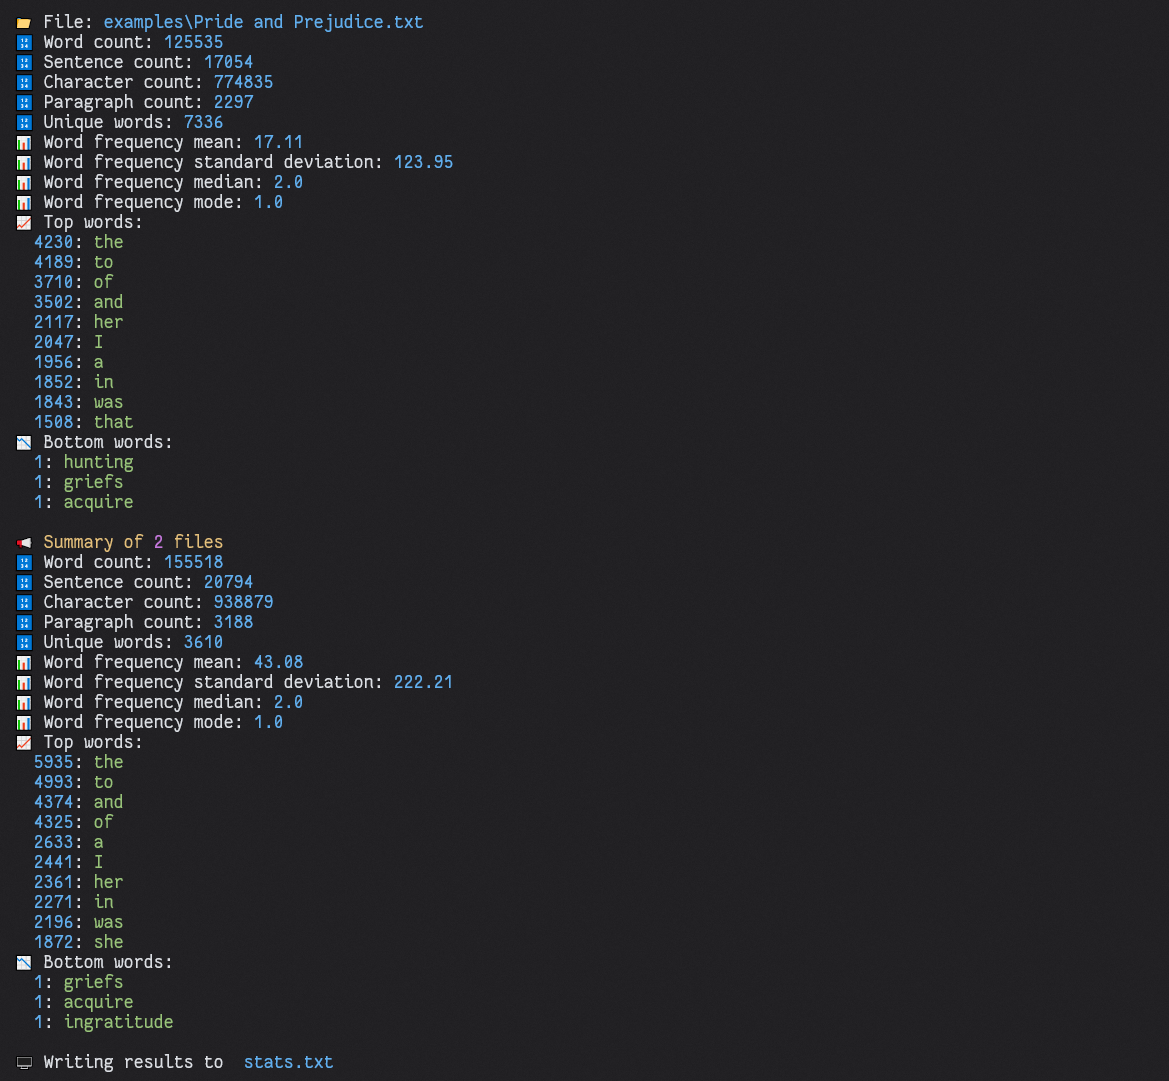 File: examples\Pride and Prejudice.txt
Word count: 125535
Sentence count: 17054
Character count: 774835
Paragraph count: 2297
Unique words: 7336
Word frequency mean: 17.11
Word frequency standard deviation: 123.95
Word frequency median: 2.0
Word frequency mode: 1.0
Top words:
4230: the
4189: to
3710: of
3502: and
2117: her
2047: I
1956: a
1852: in
1843: was
1508: that
Bottom words:
1: hunting
1: griefs
1: acquire
Summary of 2 files
Word count: 155518
Sentence count: 20794
Character count: 938879
Paragraph count: 3188
Unique words: 3610
Word frequency mean: 43.08
Word frequency standard deviation: 222.21
Word frequency median: 2.0
Word frequency mode: 1.0
Top words:
5935: the
4993: to
4374: and
4325: of
2633: a
2441: I
2361: her
2271: in
2196: was
1872: she
Bottom words:
1: griefs
1: acquire
1: ingratitude
Writing results to  stats.txt